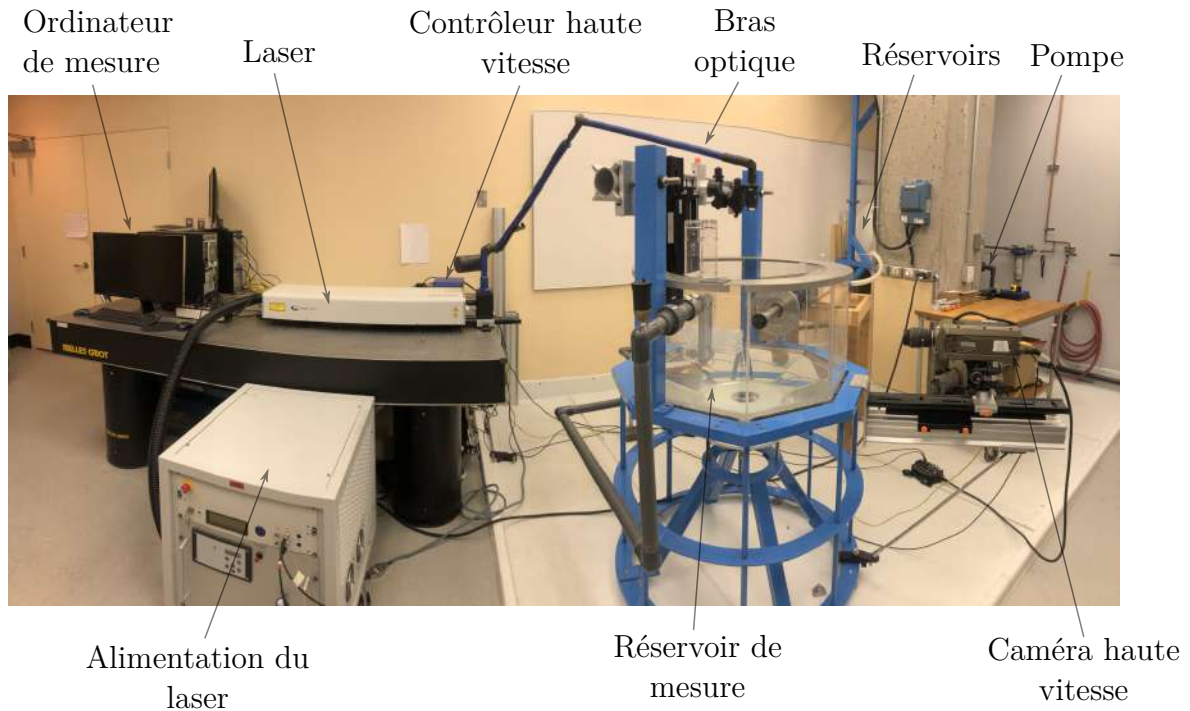 Ordinateur
de mesure
Laser
Contrôleur haute
vitesse
Bras
optique
Réservoirs
Pompe
MELLES GRIOT
Alimentation du
laser
Réservoir de
mesure
Caméra haute
vitesse